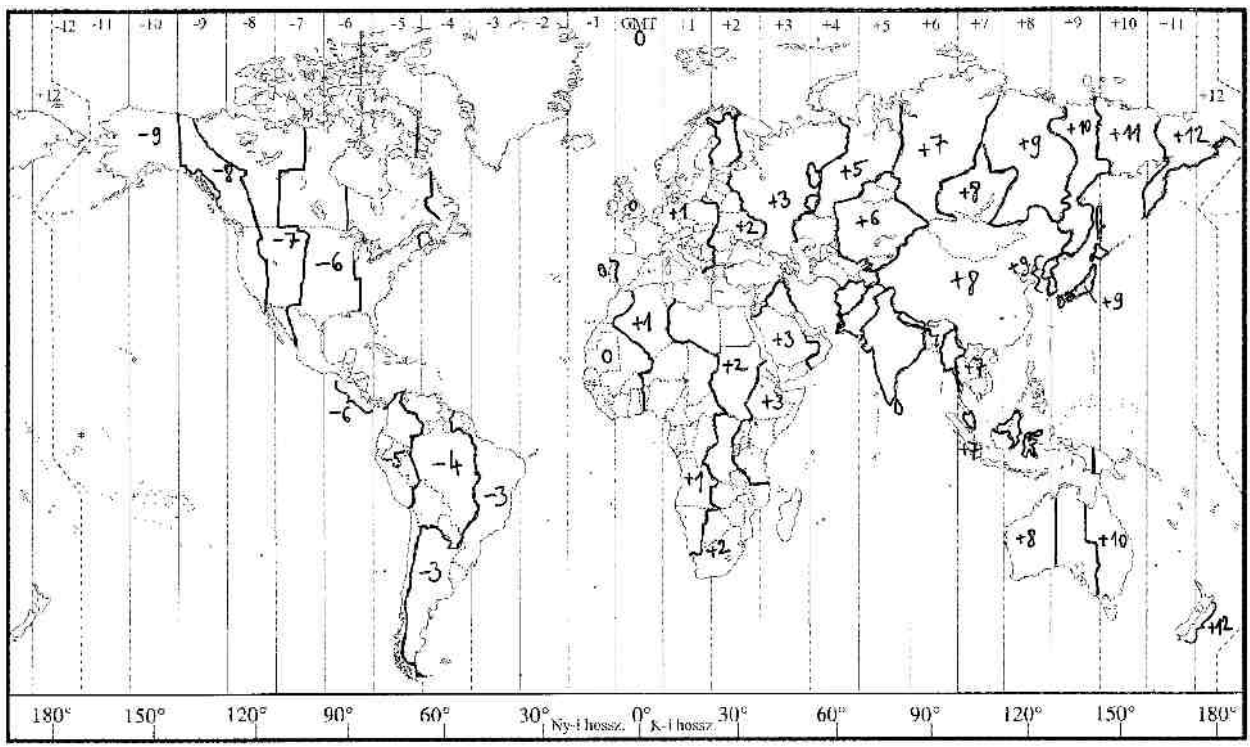 -12 -11 -10 -9 -8 -7 -6 -5 -4 -3 -2 -1 GMT +1 +2 +3 +4 +5 +6 +7 +8 +9 +10 +11
0
+12 +12
-9 +7 +9 +10 +11 +12
-8 +5 +8
0 +1 +2 +3 +6
-7 -6 0 +8 +9 +9
+1 +3
0 +2 +7
-6 +3
-5 -4 +7
-3 +1
-3 +2 +8 +10
+12
180° 150° 120° 90° 60° 30° Ny-i hossz. 0° K-i hossz. 30° 60° 90° 120° 150° 180°